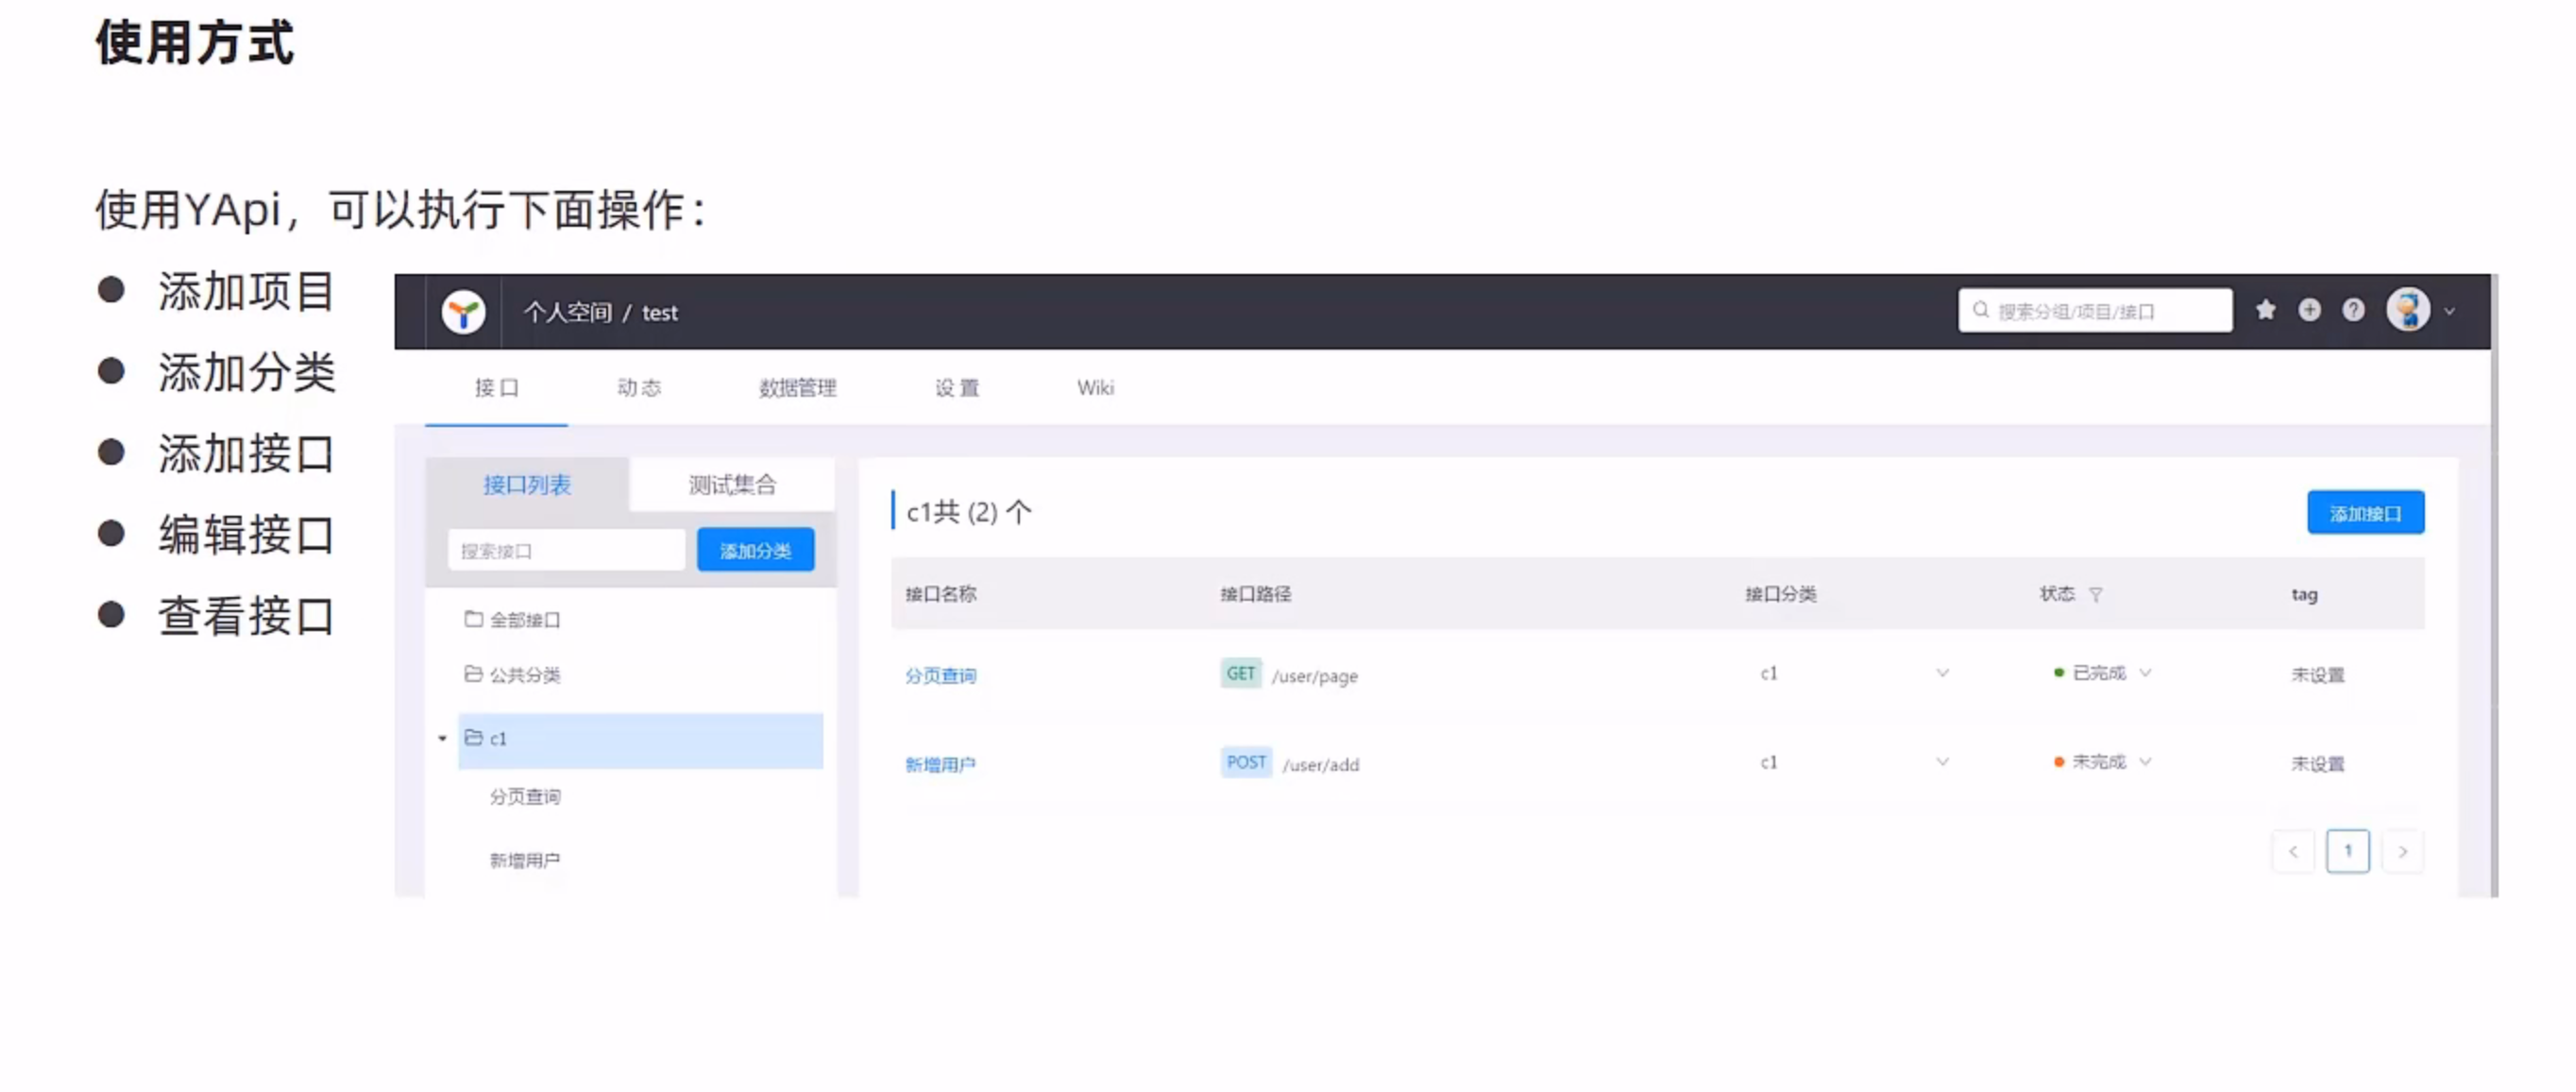 使用方式
使用YApi，可以执行下面操作：
● 添加项目
● 添加分类
● 添加接口
● 编辑接口
● 查看接口
个人空间 / test
搜索分组/项目/接口
接口 动态 数据管理 设置 Wiki
接口列表 测试集合
搜索接口 添加分类
全部接口
公共分类
c1
分页查询
新增用户
c1共 (2) 个 添加接口
接口名称 接口路径 接口分类 状态 tag
分页查询 GET /user/page c1 已完成 未设置
新增用户 POST /user/add c1 未完成 未设置
< 1 >